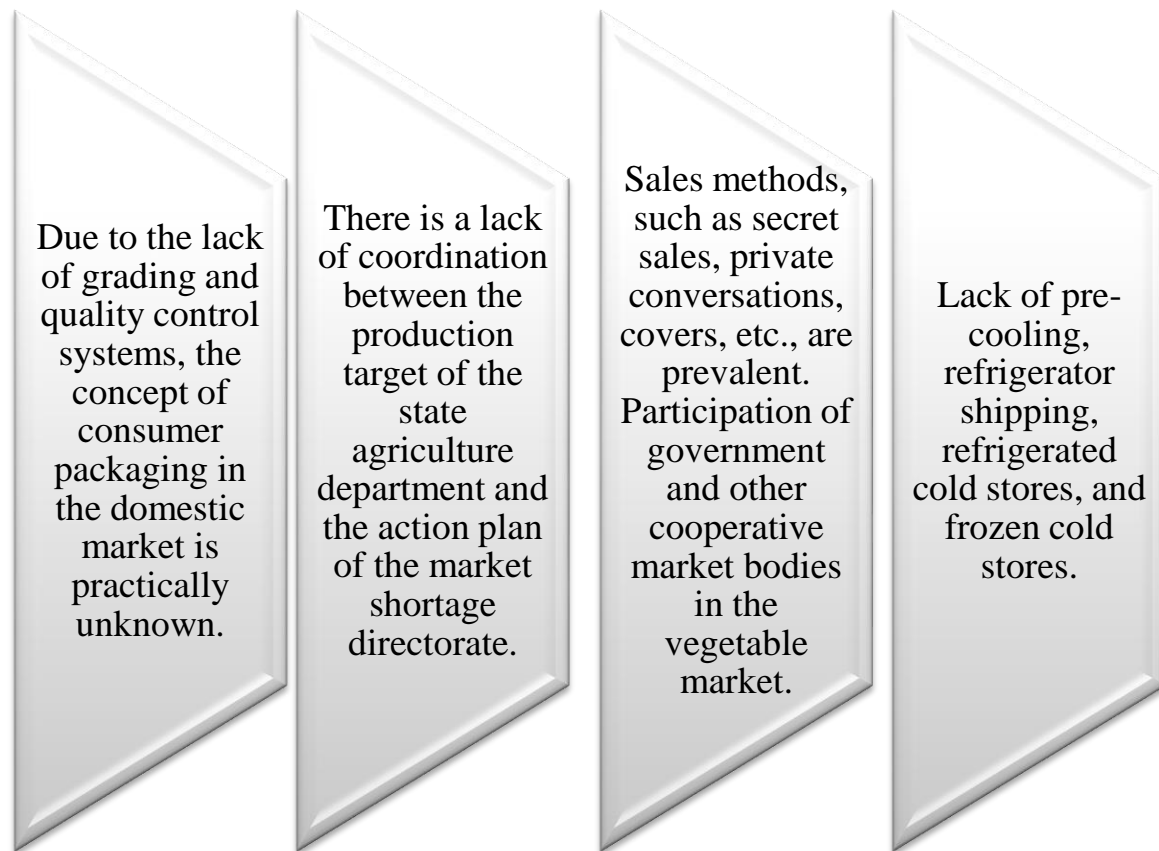 Due to the lack
of grading and
quality control
systems, the
concept of
consumer
packaging in
the domestic
market is
practically
unknown.
There is a lack
of coordination
between the
production
target of the
state
agriculture
department and
the action plan
of the market
shortage
directorate.
Sales methods,
such as secret
sales, private
conversations,
covers, etc., are
prevalent.
Participation of
government
and other
cooperative
market bodies
in the
vegetable
market.
Lack of pre-
cooling,
refrigerator
shipping,
refrigerated
cold stores, and
frozen cold
stores.